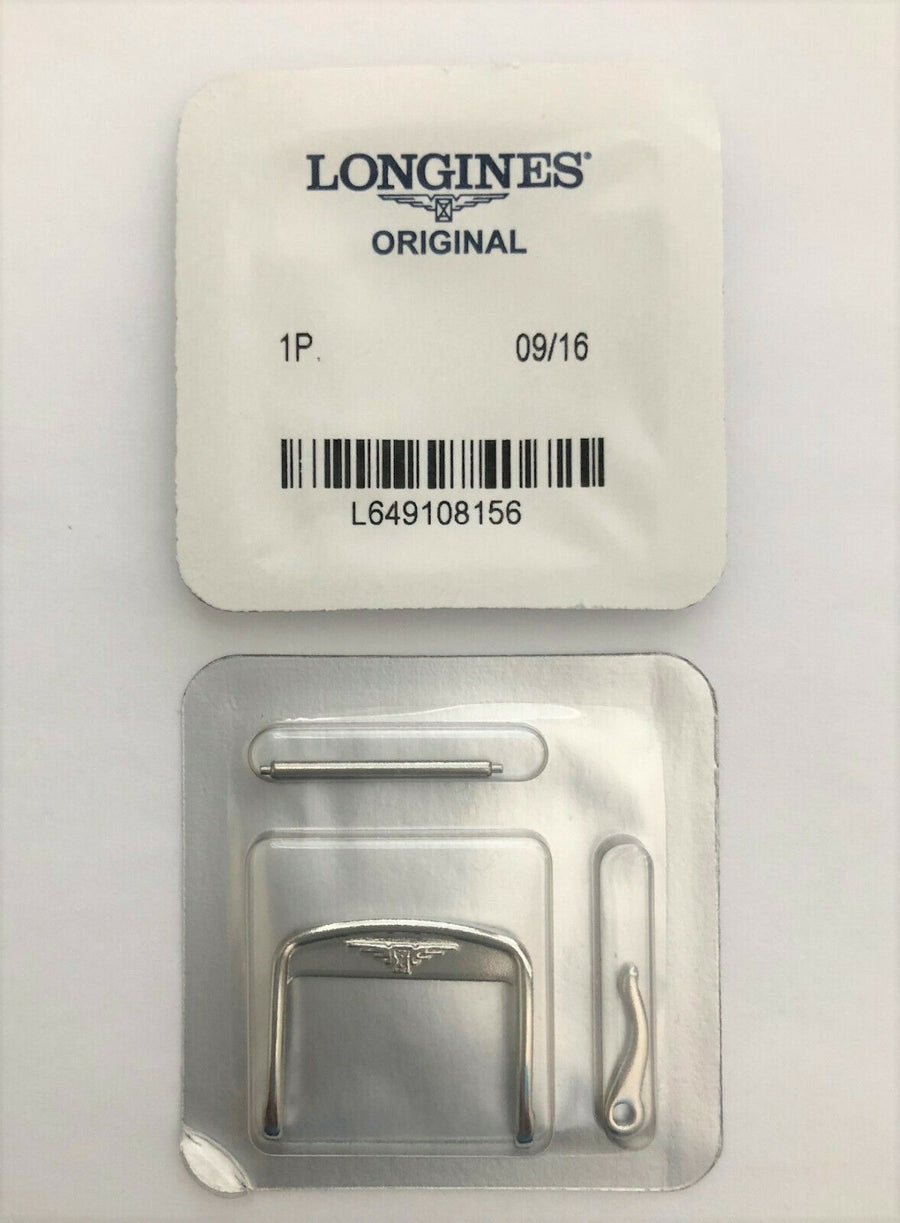 LONGINES®
ORIGINAL
1P. 09/16
L649108156